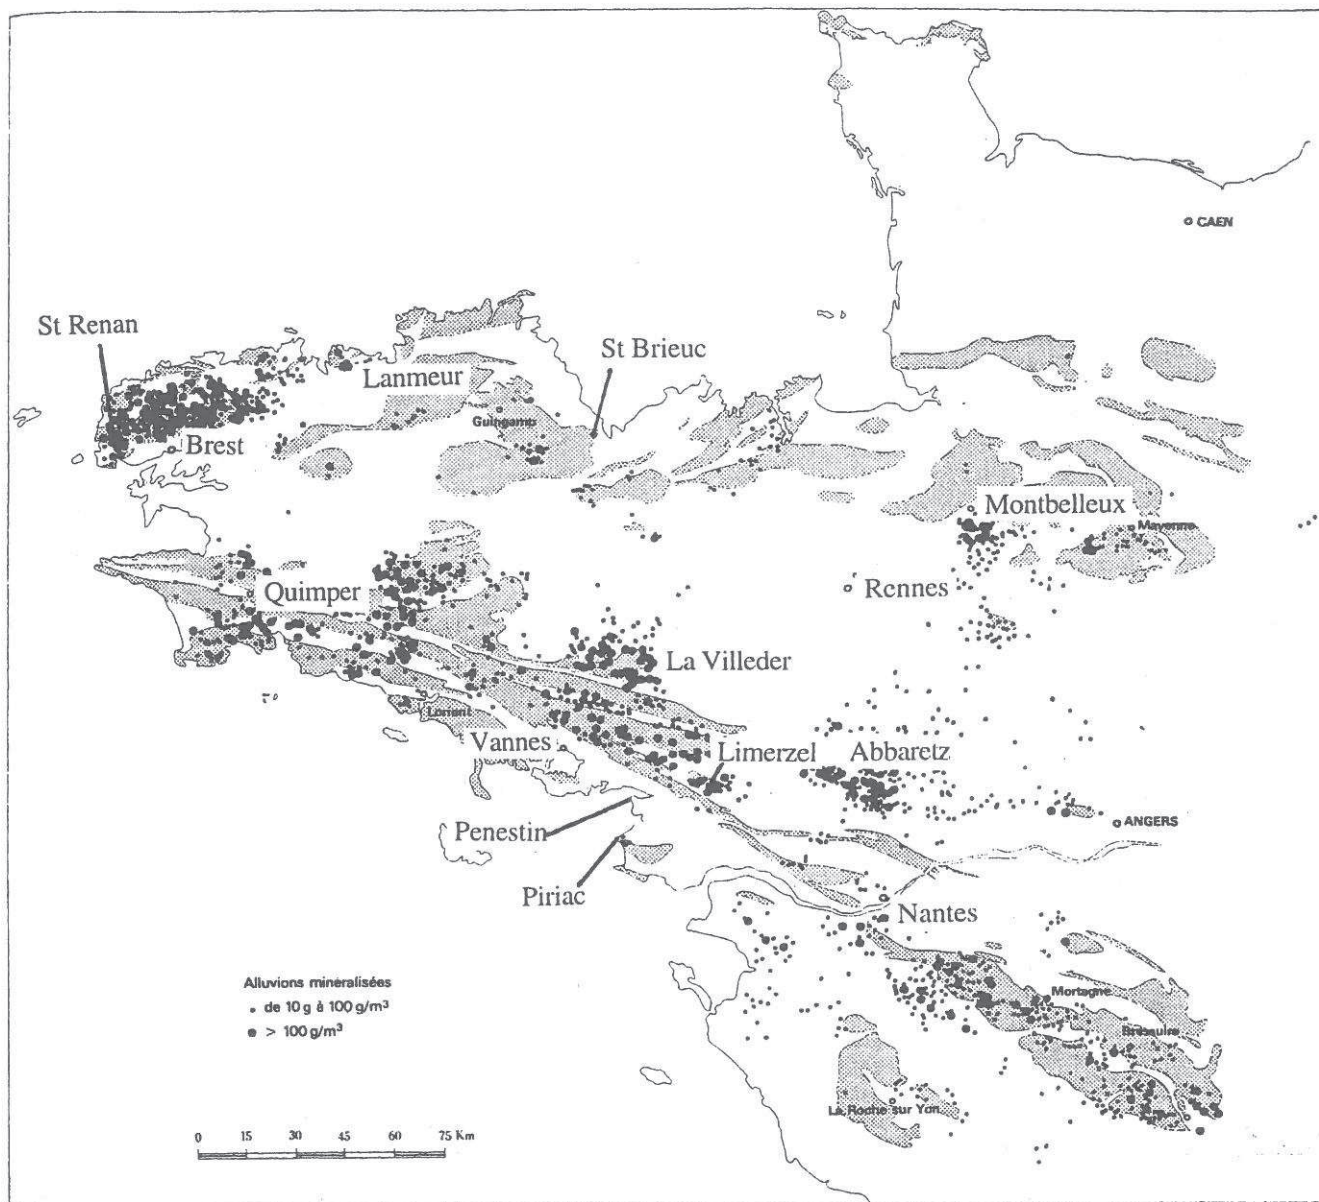 CAEN
St Renan
St Brieuc
Lanmeur
Guingamp
Brest
Montbelleux
Mayenne
Quimper
Rennes
La Villeder
Lorient
Vannes
Limerzel
Abbaretz
Penestin
ANGERS
Piriac
Nantes
Alluvions mineralisées
de 10 g à 100 g/m³
> 100 g/m³
Mortagne
Bressuire
La Roche sur Yon
0 15 30 45 60 75 Km